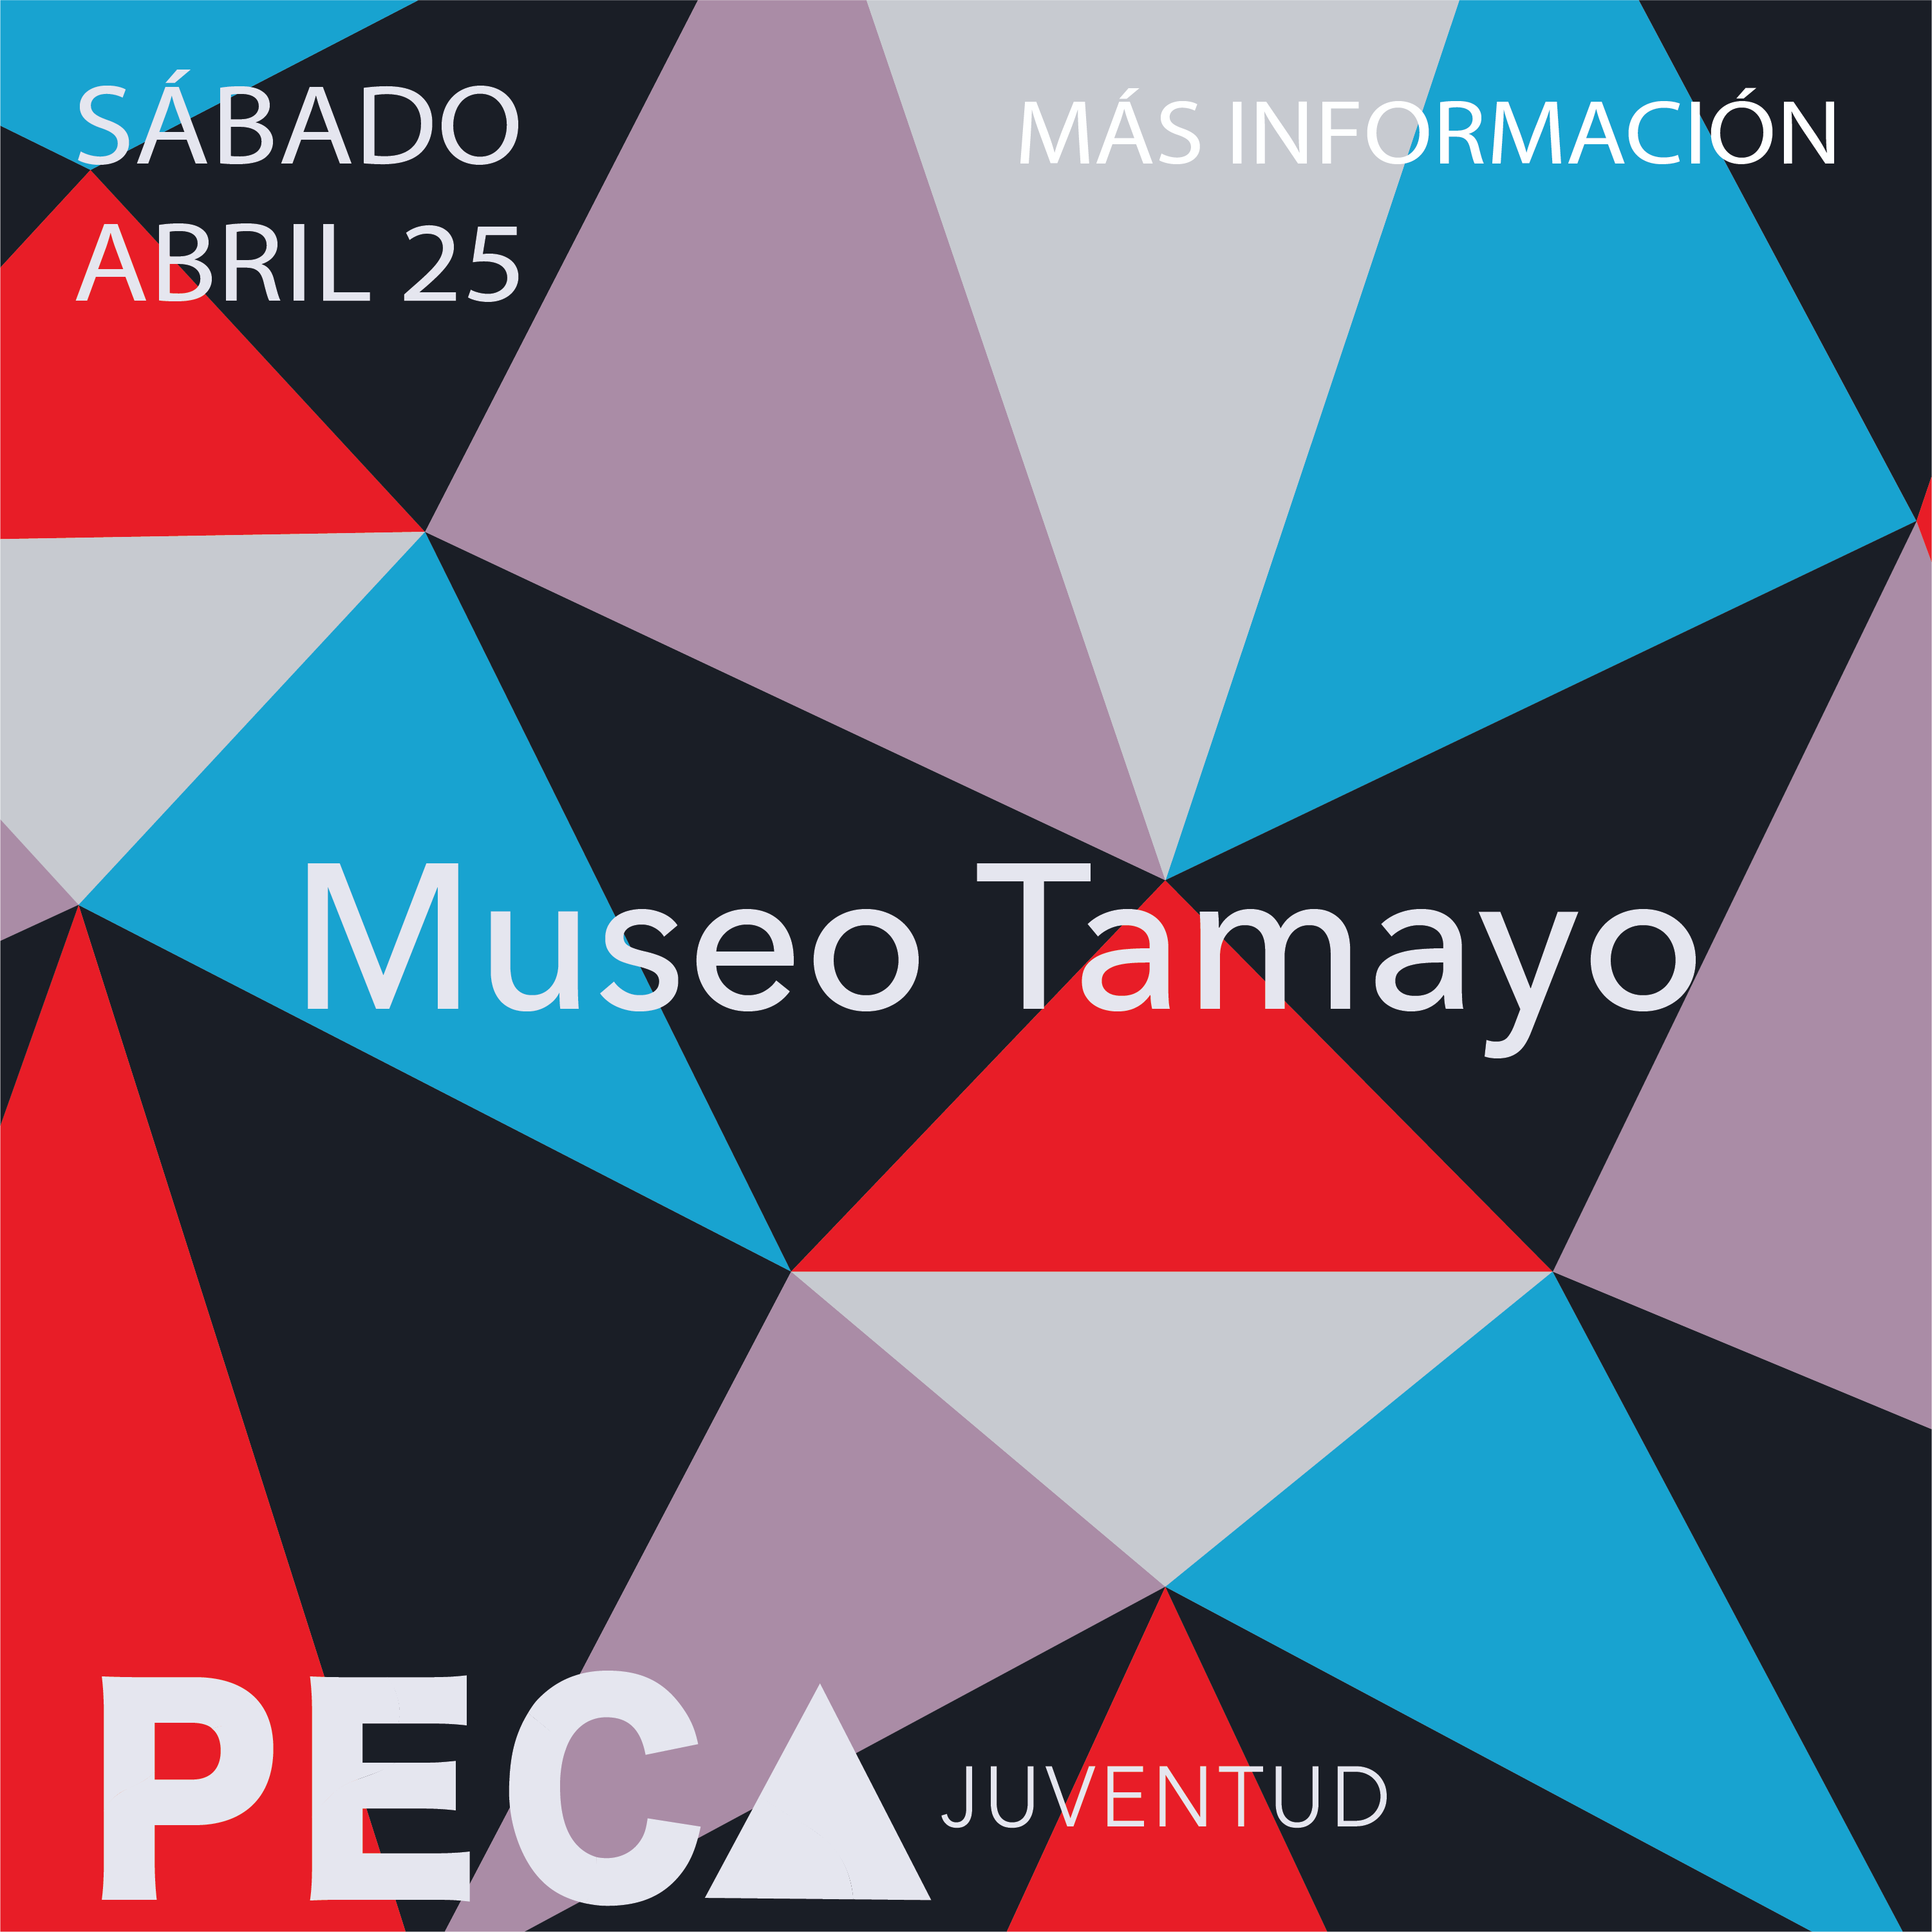 SÁBADO
ABRIL 25
MÁS INFORMACIÓN
Museo Tamayo
PECA
JUVENTUD